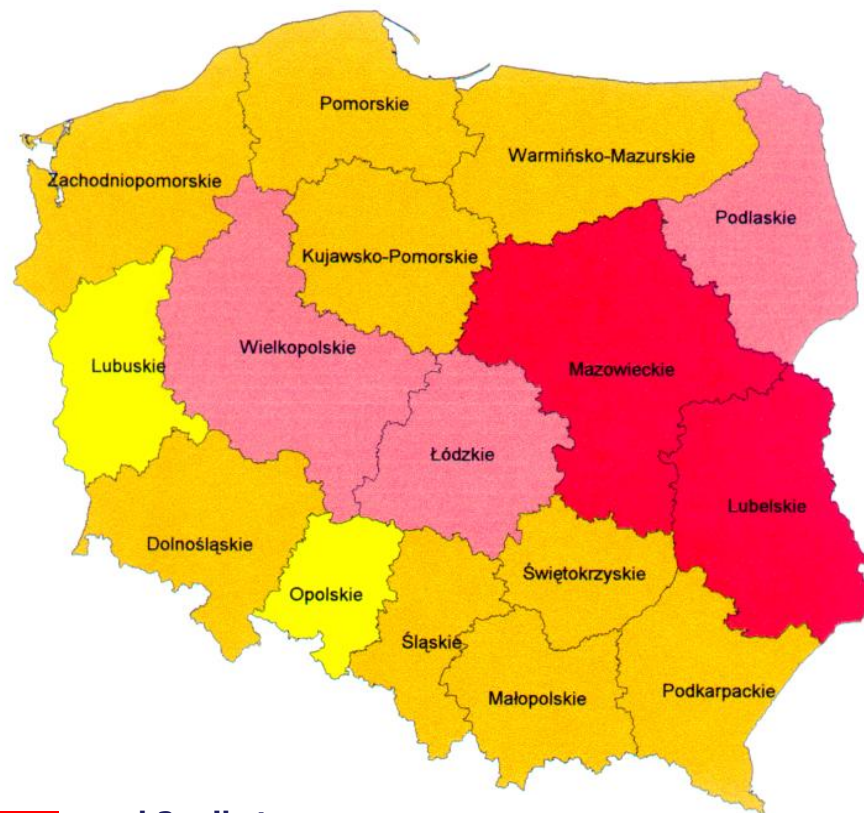 Pomorskie
Warmińsko-Mazurskie
Zachodniopomorskie
Podlaskie
Kujawsko-Pomorskie
Wielkopolskie
Lubuskie
Mazowieckie
Łódzkie
Lubelskie
Dolnośląskie
Świętokrzyskie
Opolskie
Śląskie
Małopolskie
Podkarpackie